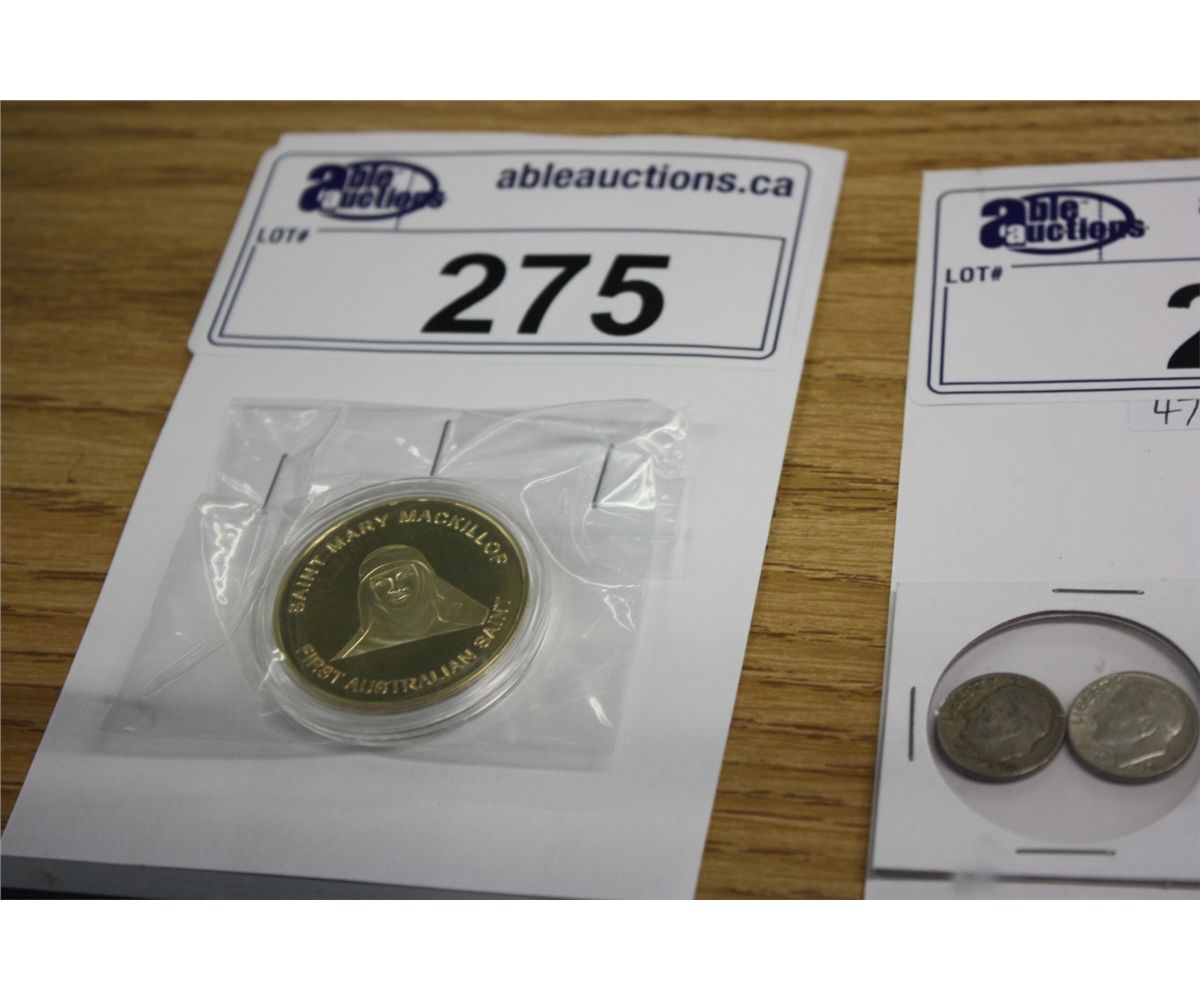 able auctions
ableauctions.ca
LOT#
275
SAINT MARY MACKILLOP
FIRST AUSTRALIAN SAINT
able auctions
LOT#
2
47